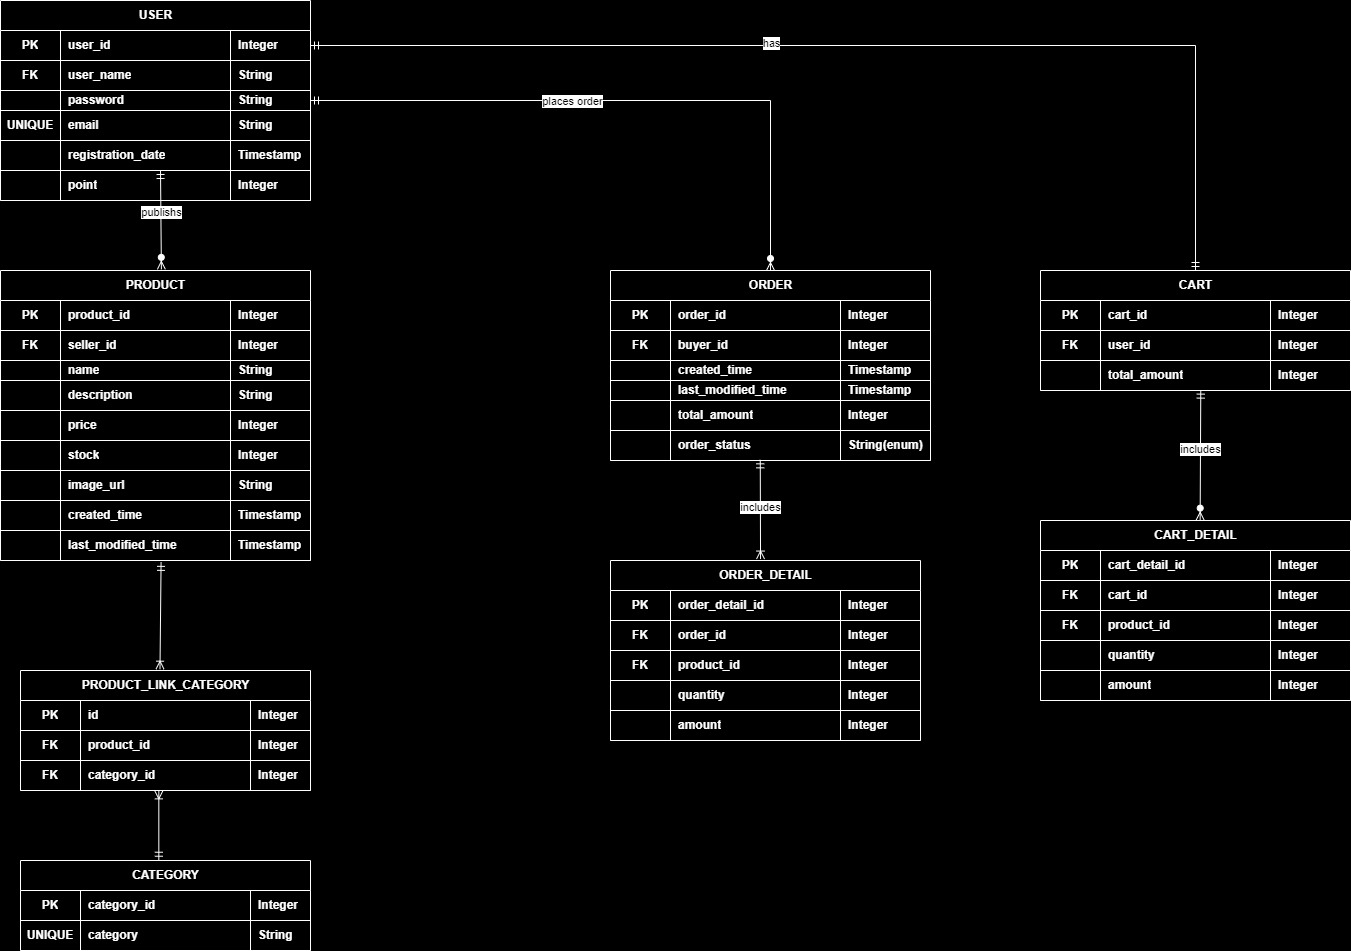 USER
PK user_id Integer
FK user_name String
password String
UNIQUE email String
registration_date Timestamp
point Integer
has
places order
publishs
PRODUCT
PK product_id Integer
FK seller_id Integer
name String
description String
price Integer
stock Integer
image_url String
created_time Timestamp
last_modified_time Timestamp
ORDER
PK order_id Integer
FK buyer_id Integer
created_time Timestamp
last_modified_time Timestamp
total_amount Integer
order_status String(enum)
CART
PK cart_id Integer
FK user_id Integer
total_amount Integer
includes
includes
ORDER_DETAIL
PK order_detail_id Integer
FK order_id Integer
FK product_id Integer
quantity Integer
amount Integer
CART_DETAIL
PK cart_detail_id Integer
FK cart_id Integer
FK product_id Integer
quantity Integer
amount Integer
PRODUCT_LINK_CATEGORY
PK id Integer
FK product_id Integer
FK category_id Integer
CATEGORY
PK category_id Integer
UNIQUE category String